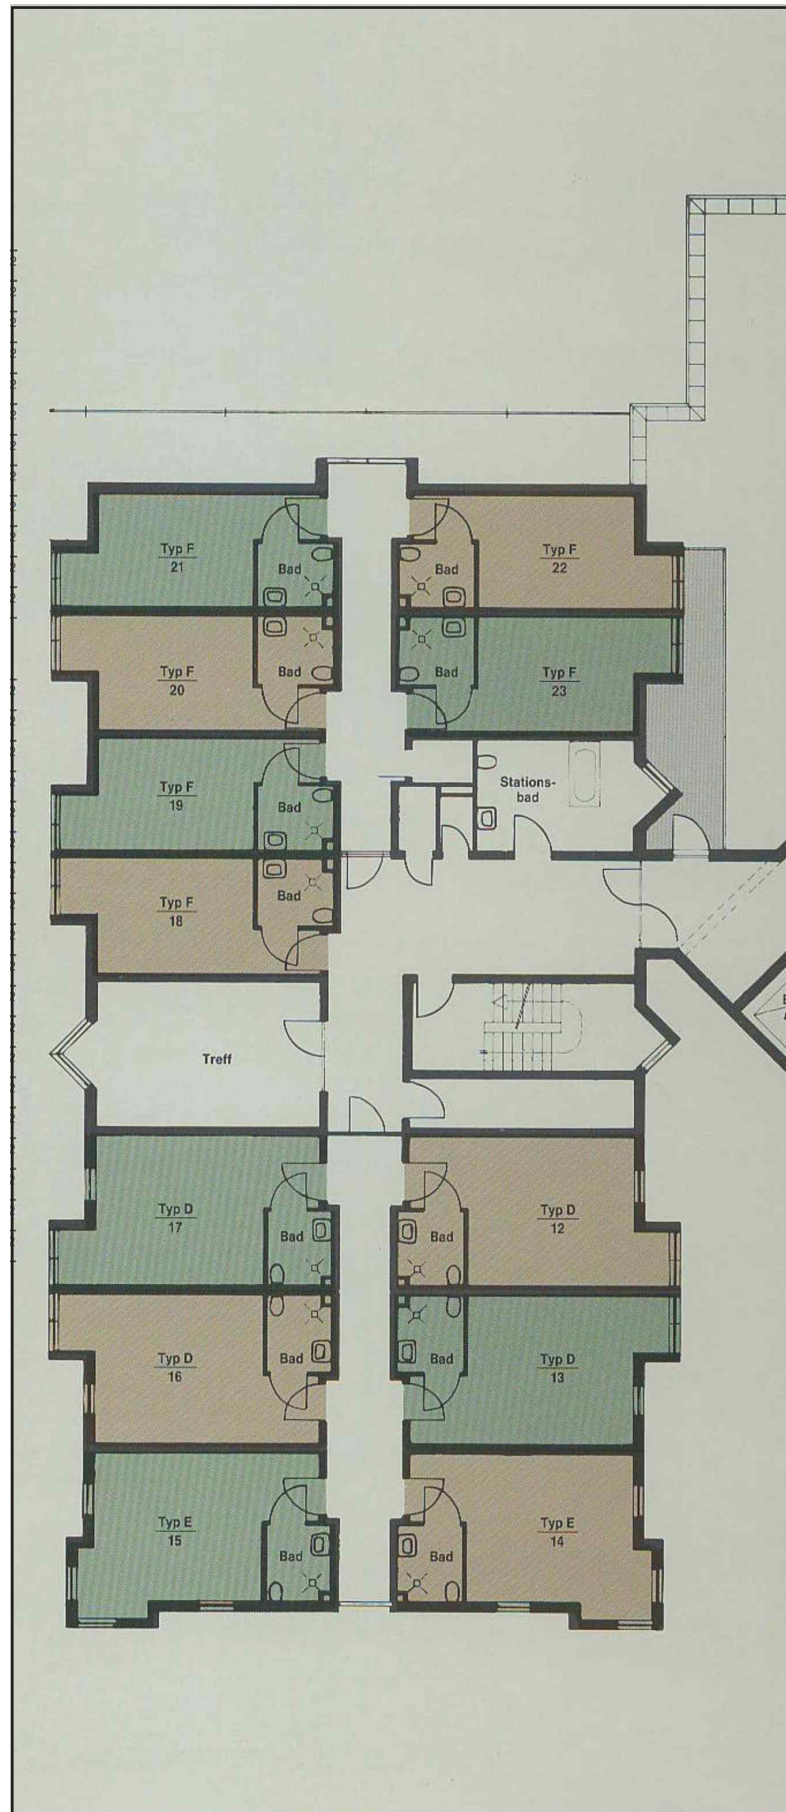 Typ F
21
Bad
Typ F
22
Bad
Typ F
20
Bad
Typ F
23
Bad
Typ F
19
Bad
Stations-
bad
Typ F
18
Bad
Treff
Typ D
17
Bad
Typ D
12
Bad
Typ D
16
Bad
Typ D
13
Bad
Typ E
15
Bad
Typ E
14
Bad